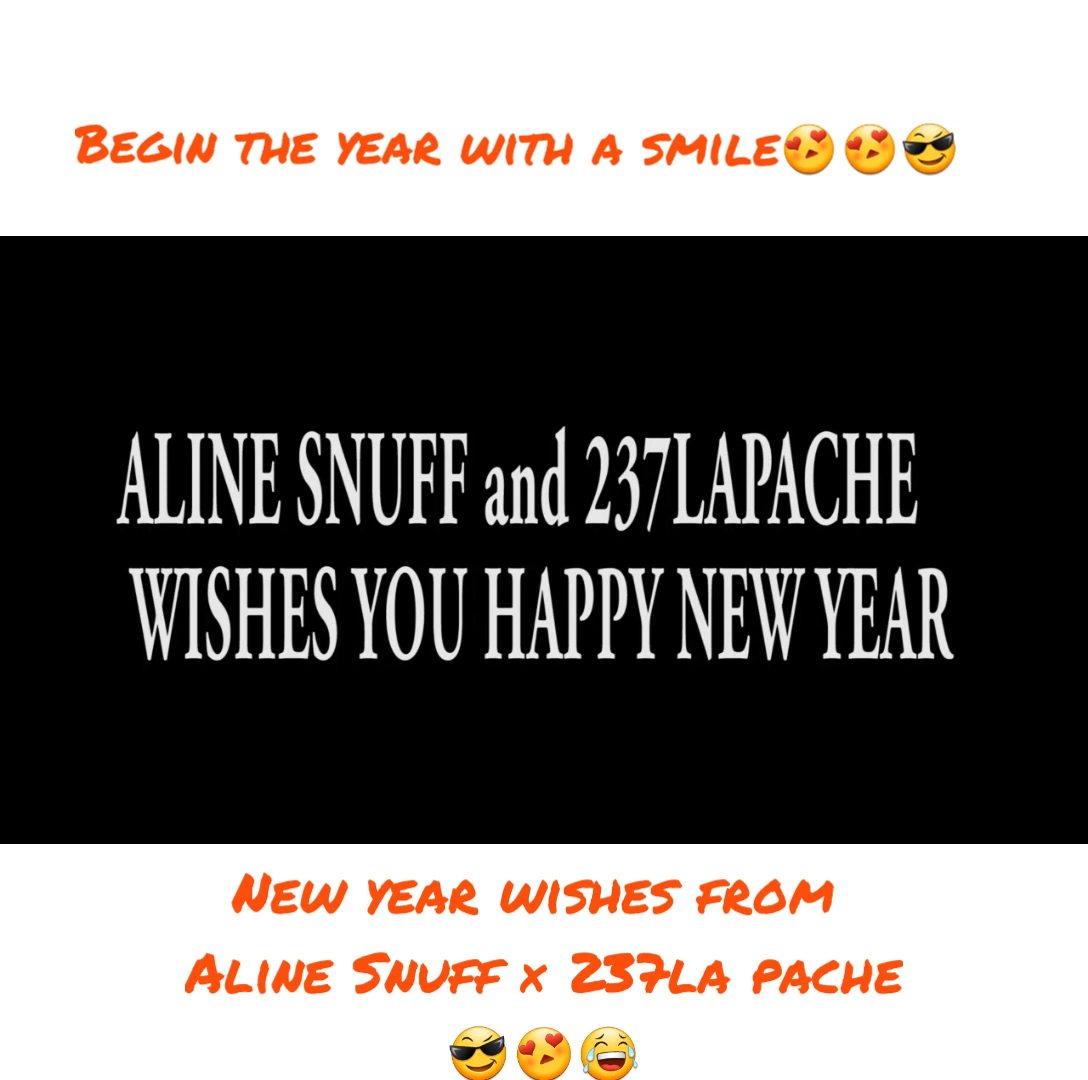 Begin the year with a smile😍😍😎
ALINE SNUFF and 237LAPACHE
WISHES YOU HAPPY NEW YEAR
New year wishes from
Aline Snuff x 237la pache
😎😍😂